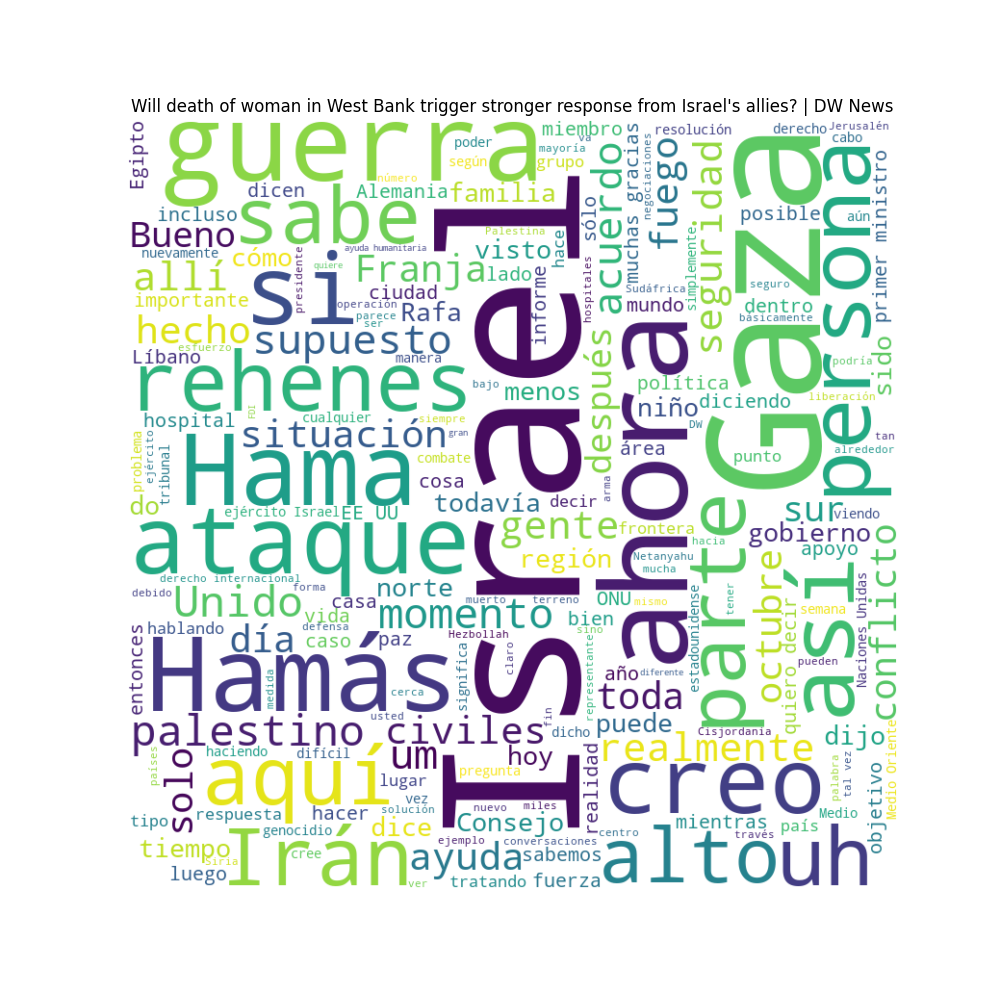 Will death of woman in West Bank trigger stronger response from Israel's allies? | DW News
guerra
Egipto
sabe
Bueno
dicen
incluso
nuevamente
cómo
allí
importante
hecho
esfuerzo
Líbano
número
Alemania
según
poder
familia
miembro
va
mayoría
grupo
ayuda humanitaria
quiere
presidente
si
Franja
lado
Palestina
visto
hace
sólo
ciudad
operación
parece
ser
Rafa
supuesto
manera
informe
hospitales
acuerdo
muchas gracias
negociaciones
resolución
fuego
Sudáfrica
simplemente
mundo
seguridad
derecho
Jerusalén
cabo
posible
aún
seguro
dentro
básicamente
primer ministro
Gaza
persona
sido
podría
liberación
rehenes
bajo
menos
después
ahora
política
niño
diciendo
DW
área
punto
tan
alrededor
hospital
FDI
cualquier
siempre
gran
situación
combate
Hama
cosa
todavía
decir
arma
problema
ejército
tribunal
do
ejército Israel
EE UU
ataque
Israel
gente
frontera
región
Netanyahu
mucha
hacia
parte
sur
viendo
gobierno
apoyo
conflicto
derecho internacional
debido
forma
Unido
casa
norte
vida
momento
muerto
terreno
ONU
mismo
bien
estadounidense
tener
octubre
quiero decir
así
semana
pueden
Naciones Unidas
hablando
día
defensa
caso
paz
Hezbollah
sino
claro
significa
representante
entonces
Hamás
medida
cerca
año
diferente
toda
usted
fin
dicho
puede
Cisjordania
palestino
civiles
dijo
países
haciendo
difícil
um
hoy
realidad
realmente
solo
aquí
lugar
pregunta
creo
palabra
tal vez
Medio Oriente
objetivo
tipo
respuesta
hacer
vez
solución
nuevo
miles
Consejo
mientras
país
Medio
genocidio
dice
ejemplo
conversaciones
centro
través
tiempo
Siria
Irán
cree
ayuda
sabemos
alto
uh
luego
ver
tratando
fuerza